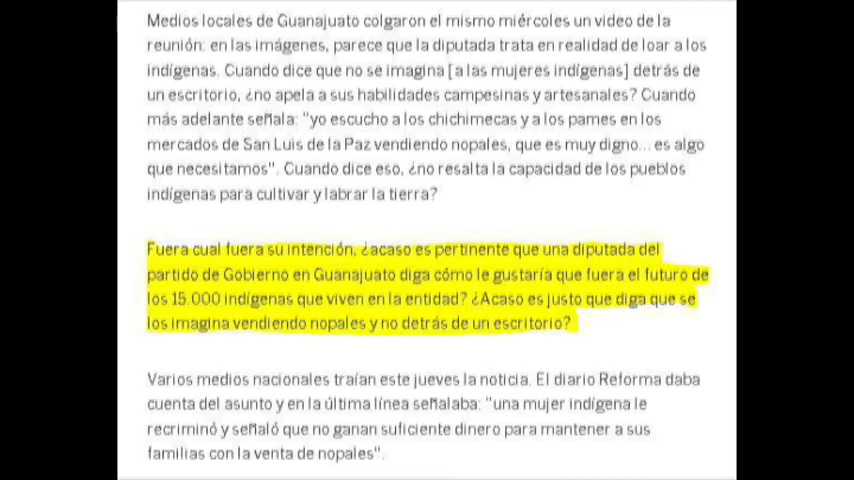 Medios locales de Guanajuato colgaron el mismo miércoles un video de la
reunión: en las imágenes, parece que la diputada trata en realidad de loar a los
indígenas. Cuando dice que no se imagina [a las mujeres indígenas] detrás de
un escritorio, ¿no apela a sus habilidades campesinas y artesanales? Cuando
más adelante señala: "yo escucho a los chichimecas y a los pames en los
mercados de San Luis de la Paz vendiendo nopales, que es muy digno... es algo
que necesitamos". Cuando dice eso, ¿no resalta la capacidad de los pueblos
indígenas para cultivar y labrar la tierra?
Fuera cual fuera su intención, ¿acaso es pertinente que una diputada del
partido de Gobierno en Guanajuato diga cómo le gustaría que fuera el futuro de
los 15.000 indígenas que viven en la entidad? ¿Acaso es justo que diga que se
los imagina vendiendo nopales y no detrás de un escritorio?
Varios medios nacionales traían este jueves la noticia. El diario Reforma daba
cuenta del asunto y en la última línea señalaba: "una mujer indígena le
recriminó y señaló que no ganan suficiente dinero para mantener a sus
familias con la venta de nopales".